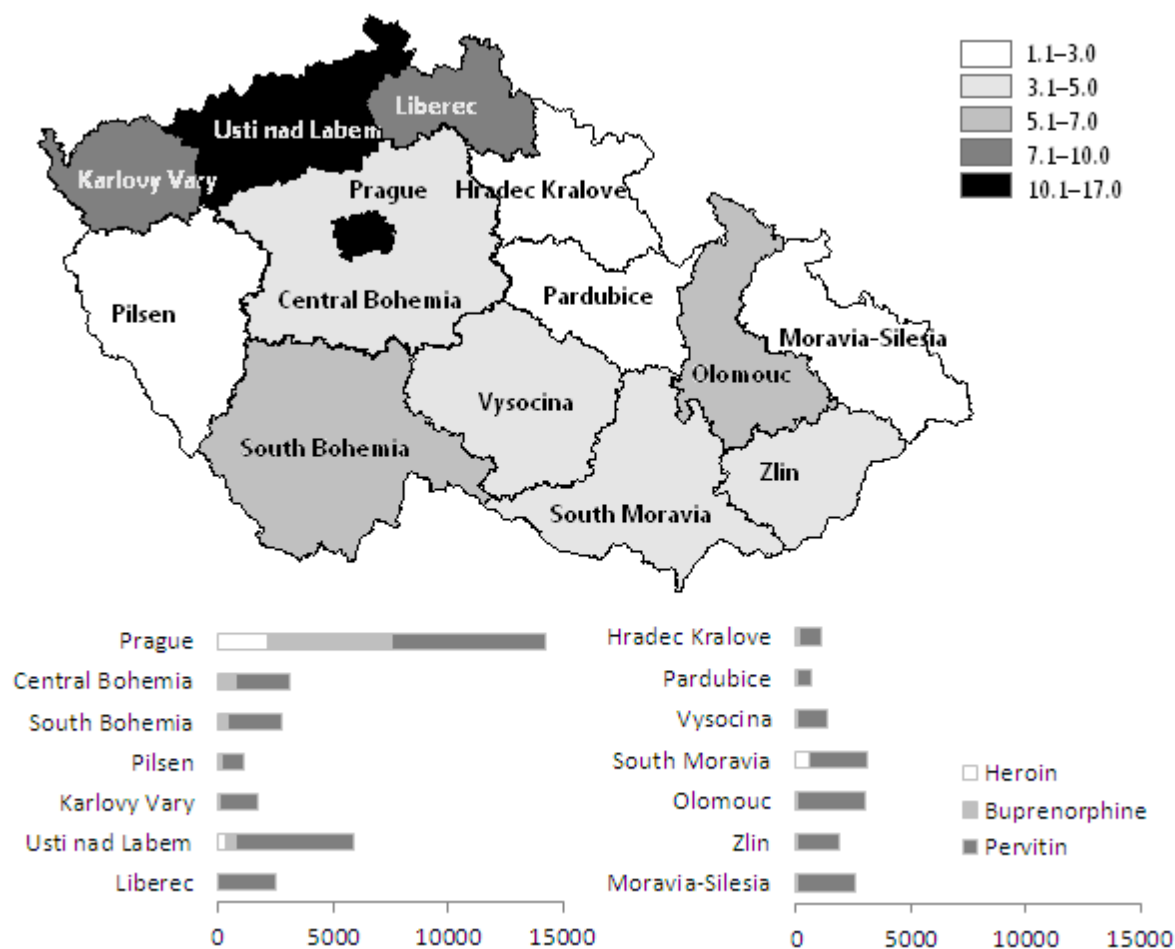 1.1–3.0
3.1–5.0
5.1–7.0
7.1–10.0
10.1–17.0
Liberec
Usti nad Labem
Karlovy Vary
Prague
Hradec Kralove
Central Bohemia
Pardubice
Pilsen
Moravia-Silesia
Olomouc
Vysocina
South Bohemia
Zlin
South Moravia
Prague
Central Bohemia
South Bohemia
Pilsen
Karlovy Vary
Usti nad Labem
Liberec
0 5000 10000 15000
Hradec Kralove
Pardubice
Vysocina
South Moravia
Olomouc
Zlin
Moravia-Silesia
0 5000 10000 15000
Heroin
Buprenorphine
Pervitin